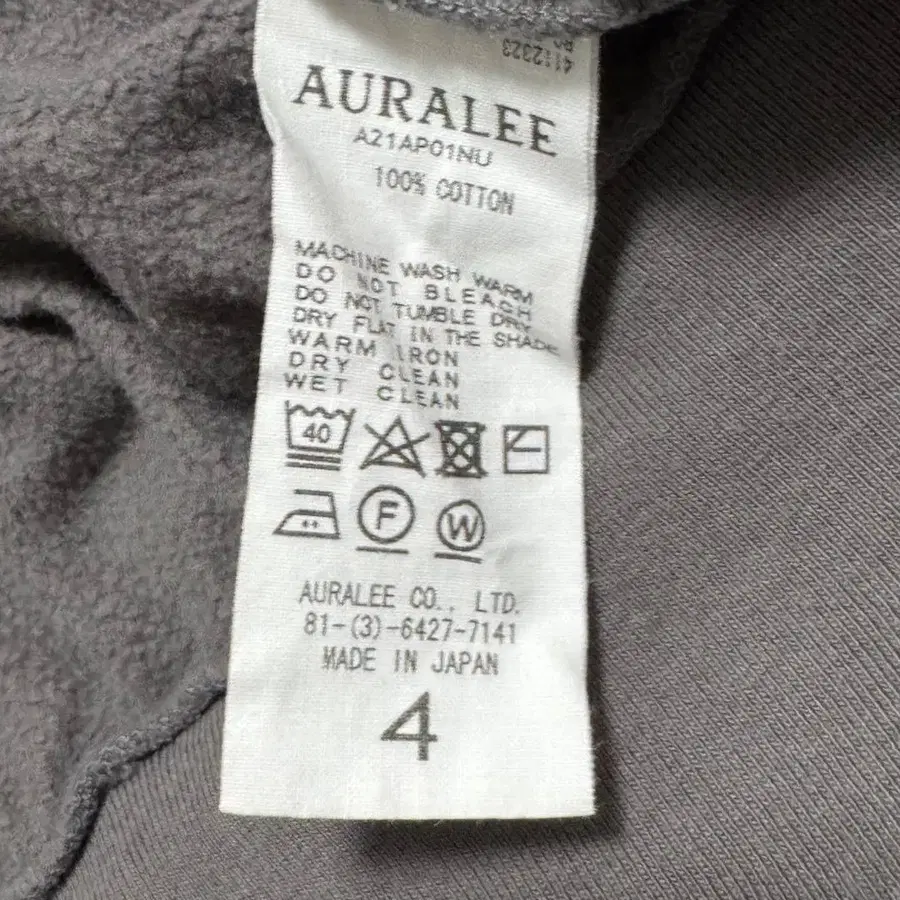 4112323
AURALEE
A21AP01NU
100% COTTON
MACHINE WASH WARM
DO NOT BLEACH
DO NOT TUMBLE DRY
DRY FLAT IN THE SHADE
WARM IRON
DRY CLEAN
WET CLEAN
40
F
W
AURALEE CO., LTD.
81-(3)-6427-7141
MADE IN JAPAN
4